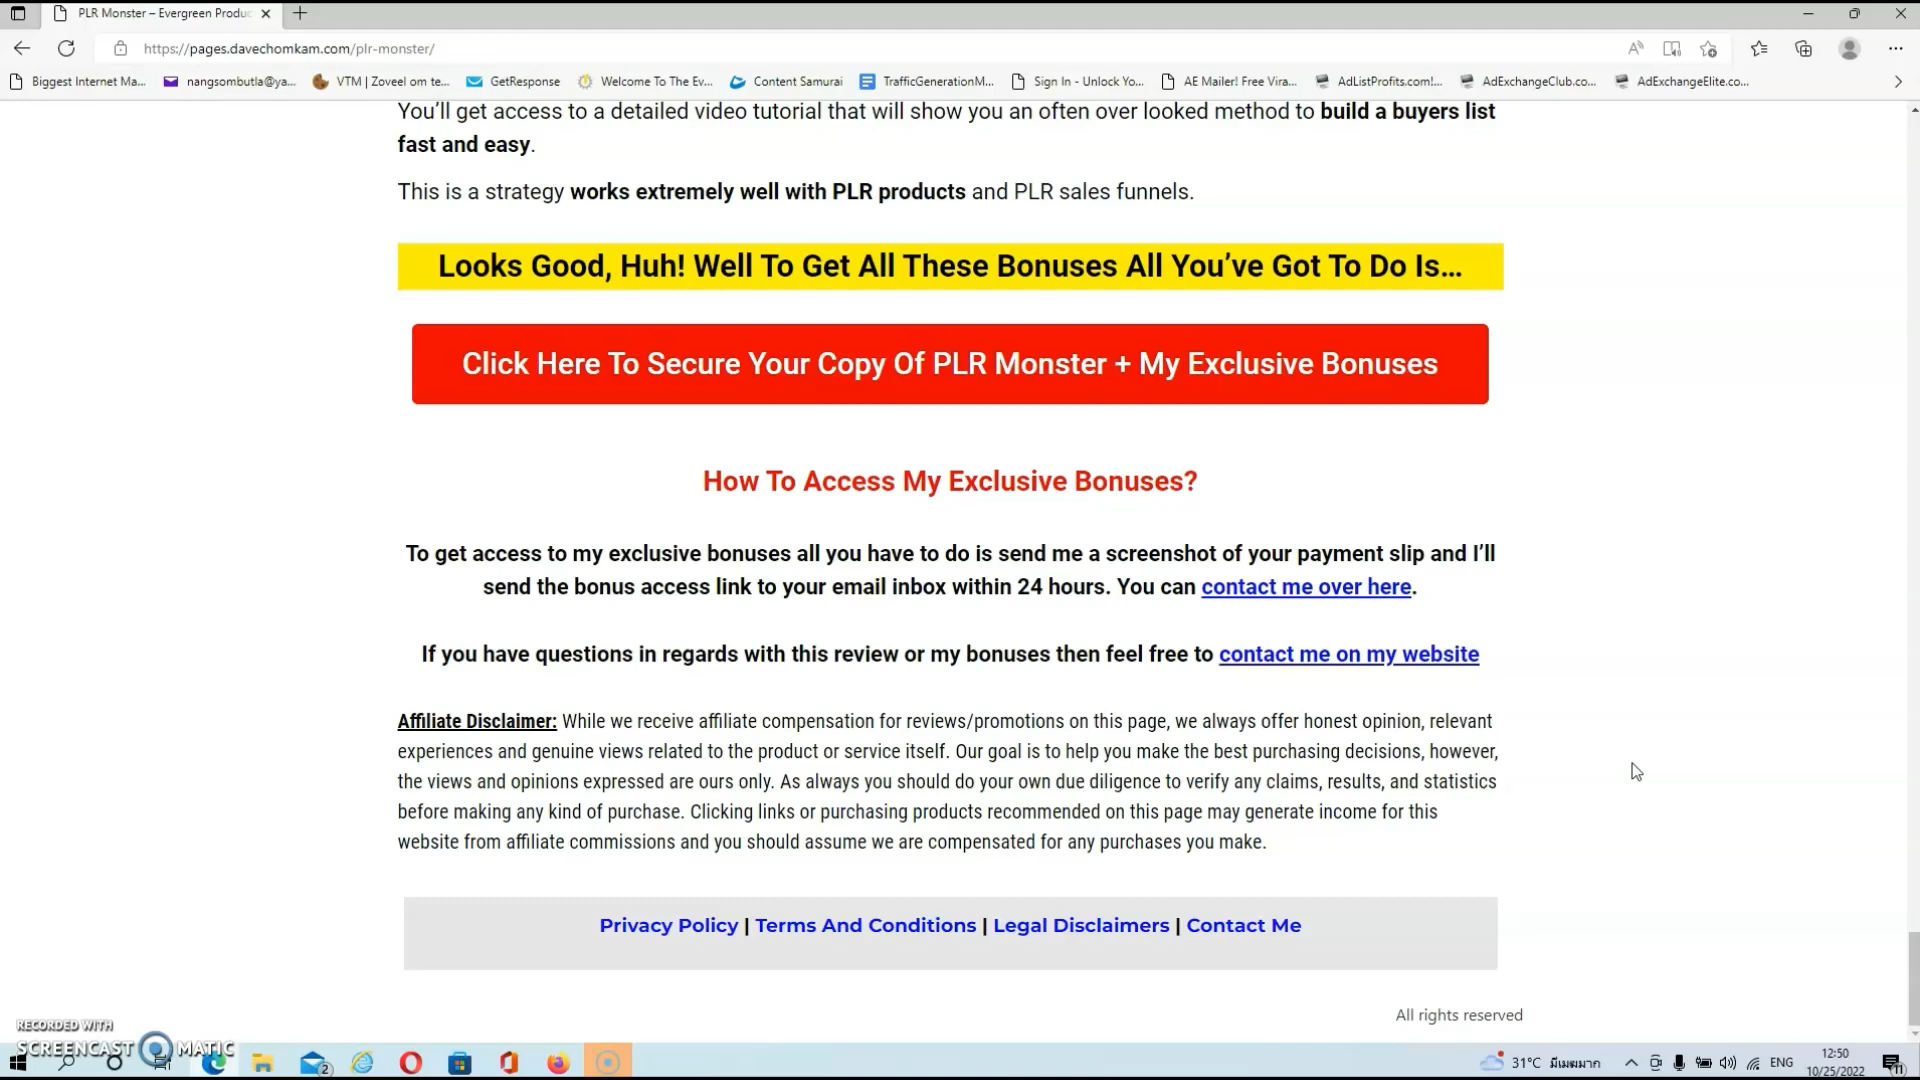 PLR Monster – Evergreen Produc
https://pages.davechomkam.com/plr-monster/
Biggest Internet Ma...
nangsombutla@ya...
VTM | Zoveel om te...
GetResponse
Welcome To The Ev...
Content Samurai
TrafficGenerationM...
Sign In - Unlock Yo...
AE Mailer! Free Vira...
AdListProfits.com!...
AdExchangeClub.co...
AdExchangeElite.co...
You'll get access to a detailed video tutorial that will show you an often over looked method to build a buyers list
fast and easy.
This is a strategy works extremely well with PLR products and PLR sales funnels.
Looks Good, Huh! Well To Get All These Bonuses All You've Got To Do Is...
Click Here To Secure Your Copy Of PLR Monster + My Exclusive Bonuses
How To Access My Exclusive Bonuses?
To get access to my exclusive bonuses all you have to do is send me a screenshot of your payment slip and I'll
send the bonus access link to your email inbox within 24 hours. You can contact me over here.
If you have questions in regards with this review or my bonuses then feel free to contact me on my website
Affiliate Disclaimer: While we receive affiliate compensation for reviews/promotions on this page, we always offer honest opinion, relevant
experiences and genuine views related to the product or service itself. Our goal is to help you make the best purchasing decisions, however,
the views and opinions expressed are ours only. As always you should do your own due diligence to verify any claims, results, and statistics
before making any kind of purchase. Clicking links or purchasing products recommended on this page may generate income for this
website from affiliate commissions and you should assume we are compensated for any purchases you make.
Privacy Policy | Terms And Conditions | Legal Disclaimers | Contact Me
All rights reserved
RECORDED WITH
SCREENCAST MATIC
2
31°C มีเมฆมาก
ENG
12:50
10/25/2022
11